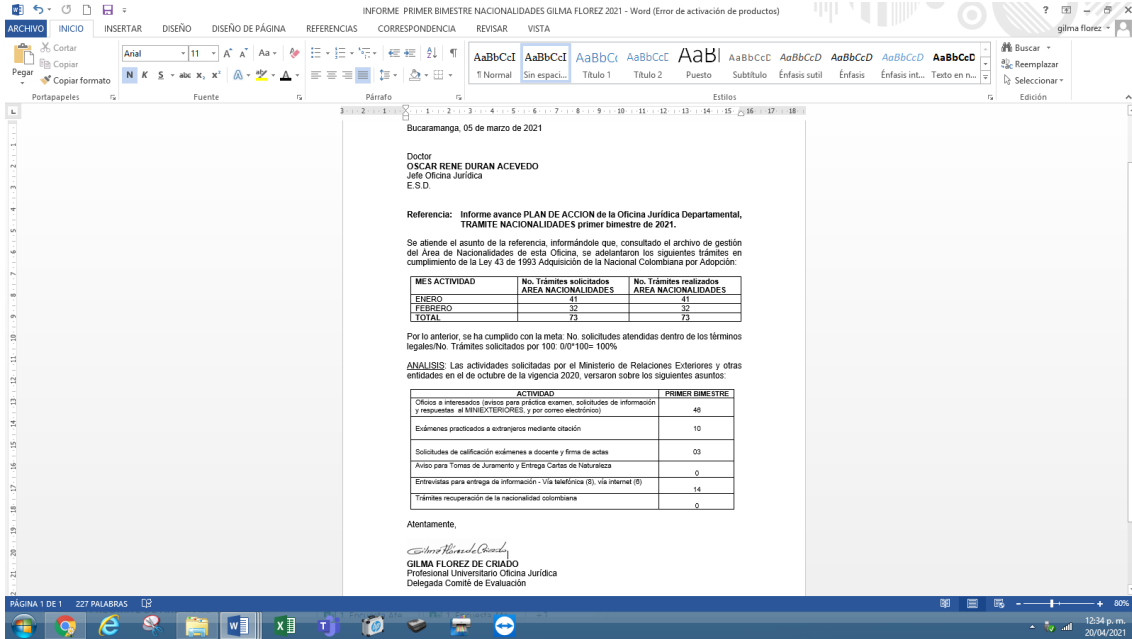 INFORME PRIMER BIMESTRE NACIONALIDADES GILMA FLOREZ 2021 - Word (Error de activación de productos)
ARCHIVO INICIO INSERTAR DISEÑO DISEÑO DE PÁGINA REFERENCIAS CORRESPONDENCIA REVISAR VISTA
gilma florez
Pegar
Cortar
Copiar
Copiar formato
Portapapeles
Arial 11
N K S abc x₂ x²
Fuente
Párrafo
AaBbCcI AaBbCcI AaBbCc AaBbCcC AaBl AaBbCcC AaBbCcD AaBbCcD AaBbCcD AaBbCcD
¶ Normal Sin espaci... Título 1 Título 2 Puesto Subtítulo Énfasis sutil Énfasis Énfasis int... Texto en n...
Estilos
Buscar
Reemplazar
Seleccionar
Edición
Bucaramanga, 05 de marzo de 2021
Doctor
OSCAR RENE DURAN ACEVEDO
Jefe Oficina Jurídica
E.S.D.
Referencia: Informe avance PLAN DE ACCION de la Oficina Jurídica Departamental,
TRAMITE NACIONALIDADES primer bimestre de 2021.
Se atiende el asunto de la referencia, informándole que, consultado el archivo de gestión
del Área de Nacionalidades de esta Oficina, se adelantaron los siguientes trámites en
cumplimiento de la Ley 43 de 1993 Adquisición de la Nacional Colombiana por Adopción:
MES ACTIVIDAD No. Trámites solicitados AREA NACIONALIDADES No. Trámites realizados AREA NACIONALIDADES
ENERO 41 41
FEBRERO 32 32
TOTAL 73 73
Por lo anterior, se ha cumplido con la meta: No. solicitudes atendidas dentro de los términos
legales/No. Trámites solicitados por 100: 0/0*100= 100%
ANALISIS: Las actividades solicitadas por el Ministerio de Relaciones Exteriores y otras
entidades en el de octubre de la vigencia 2020, versaron sobre los siguientes asuntos:
ACTIVIDAD PRIMER BIMESTRE
Oficios a interesados (avisos para práctica examen, solicitudes de información
y respuestas al MINIEXTERIORES, y por correo electrónico) 46
Exámenes practicados a extranjeros mediante citación 10
Solicitudes de calificación exámenes a docente y firma de actas 03
Aviso para Tomas de Juramento y Entrega Cartas de Naturaleza 0
Entrevistas para entrega de información - Vía telefónica (8), vía internet (6) 14
Trámites recuperación de la nacionalidad colombiana 0
Atentamente,
Gilma Flórez de Criado
GILMA FLOREZ DE CRIADO
Profesional Universitario Oficina Jurídica
Delegada Comité de Evaluación
PÁGINA 1 DE 1 227 PALABRAS
80%
12:34 p. m.
20/04/2021